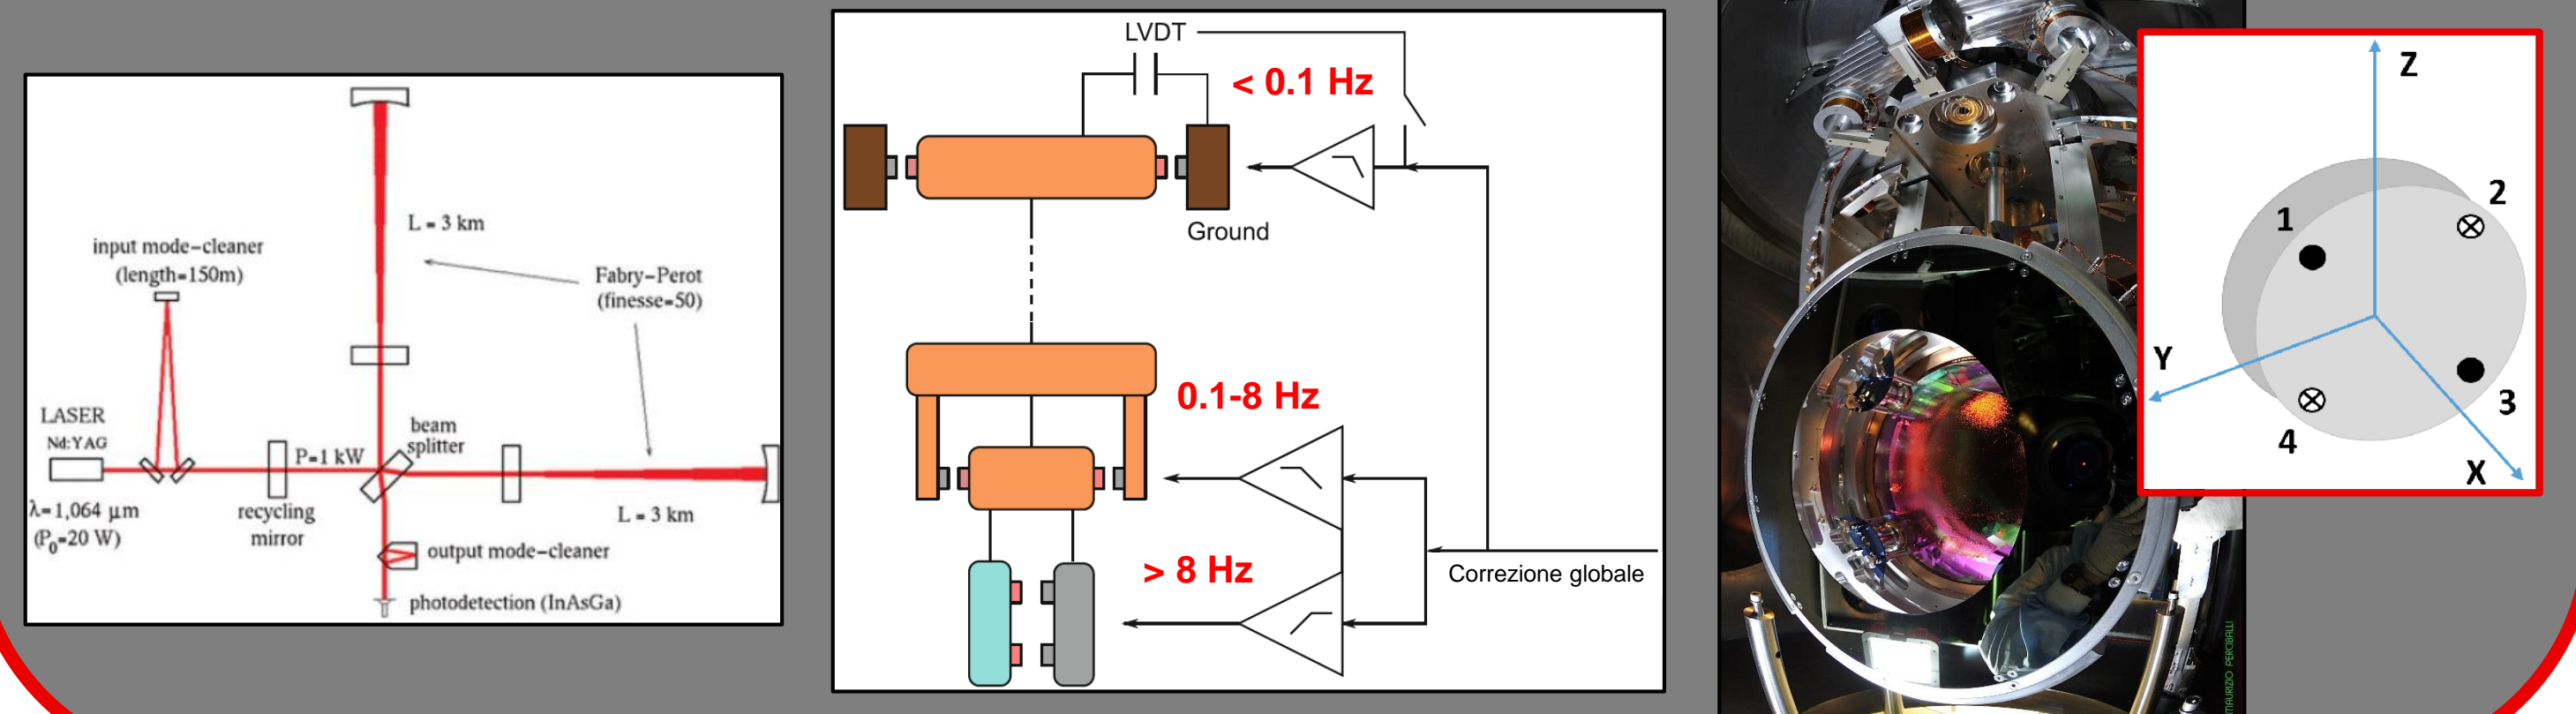 L = 3 km
input mode-cleaner
(length=150m)
Fabry-Perot
(finesse=50)
LASER
Nd:YAG
beam
splitter
P=1 kW
λ=1,064 μm
(P0=20 W)
recycling
mirror
L = 3 km
output mode-cleaner
photodetection (InAsGa)
LVDT
< 0.1 Hz
Ground
0.1-8 Hz
> 8 Hz
Correzione globale
MAURIZIO PERCIBALLI
Z
1
2
Y
3
4
X